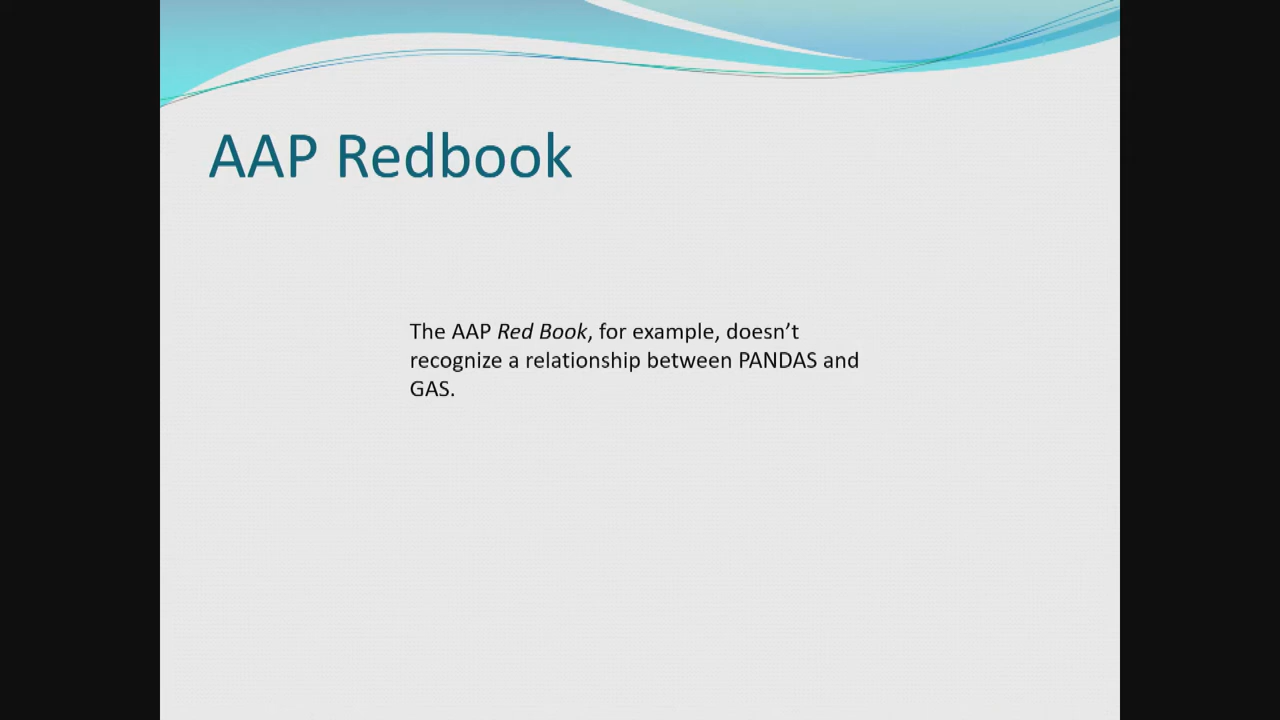 AAP Redbook
The AAP Red Book, for example, doesn’t
recognize a relationship between PANDAS and
GAS.